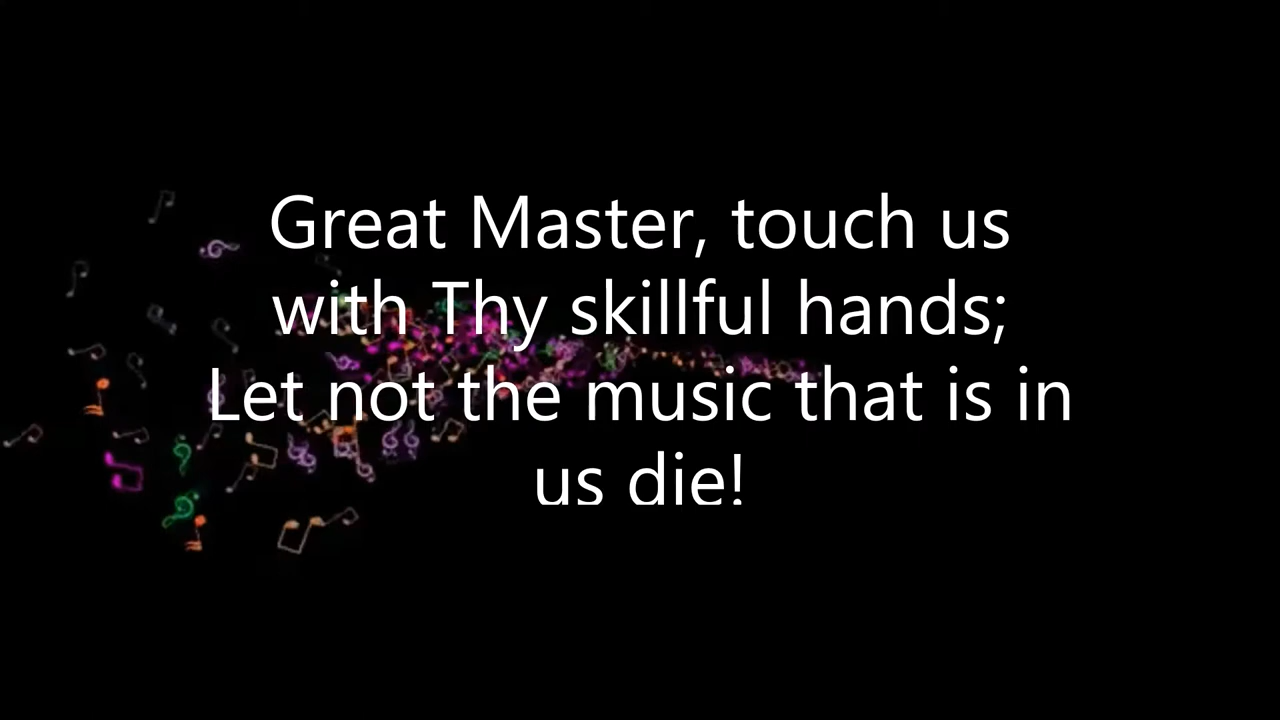 Great Master, touch us
with Thy skillful hands;
Let not the music that is in
us die!